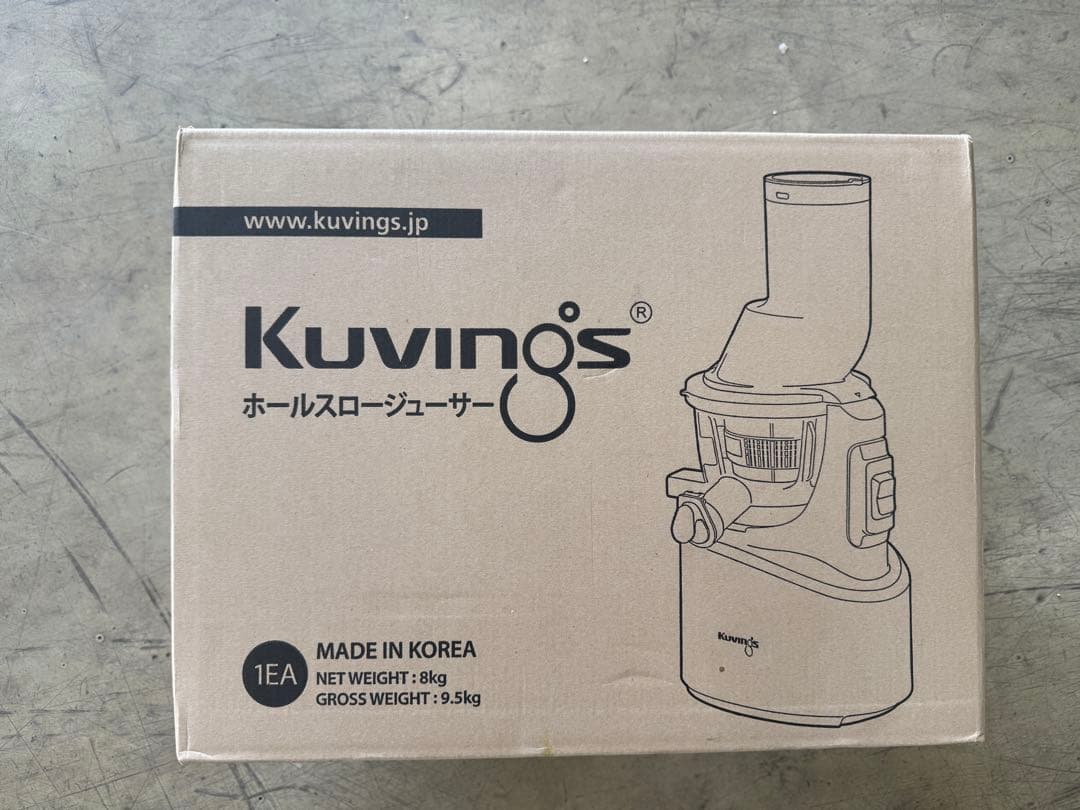 www.kuvings.jp
Kuvings®
ホールスロージューサー
1EA
MADE IN KOREA
NET WEIGHT : 8kg
GROSS WEIGHT : 9.5kg
Kuvings